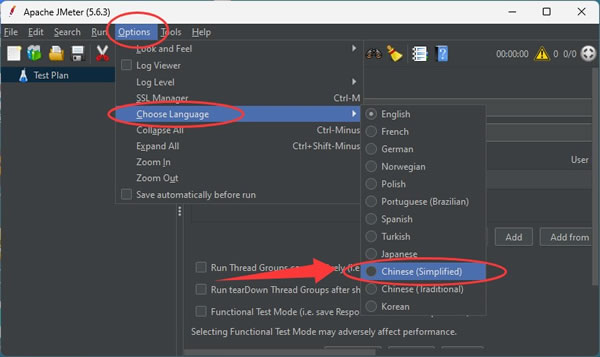 Apache JMeter (5.6.3)
File Edit Search Run Options Tools Help
00:00:00 0 0/0
Test Plan
Look and Feel
Log Viewer
Log Level
SSL Manager Ctrl-M
Choose Language
Collapse All Ctrl-Minus
Expand All Ctrl+Shift-Minus
Zoom In
Zoom Out
Save automatically before run
English
French
German
Norwegian
Polish
Portuguese (Brazilian)
Spanish
Turkish
Japanese
Chinese (Simplified)
Chinese (Traditional)
Korean
User
Add Add from
Run Thread Groups (i.e.
Run tearDown Thread Groups after sh
Functional Test Mode (i.e. save Respon
Selecting Functional Test Mode may adversely affect performance.